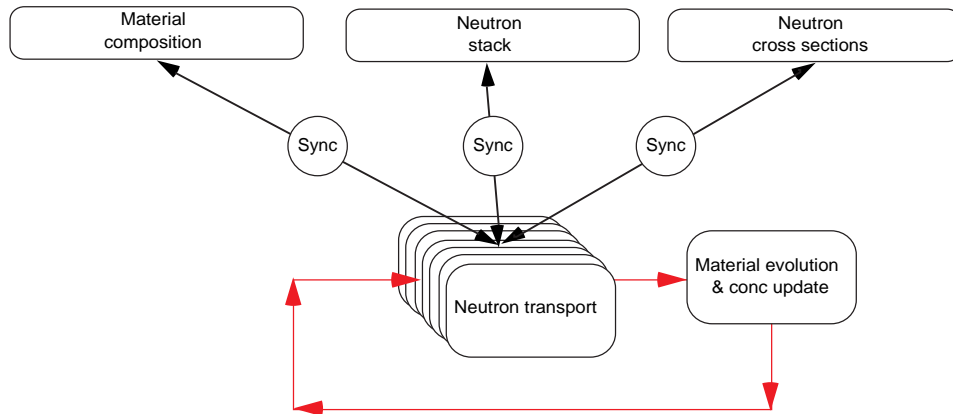 Material
composition
Neutron
stack
Neutron
cross sections
Sync
Sync
Sync
Material evolution
& conc update
Neutron transport